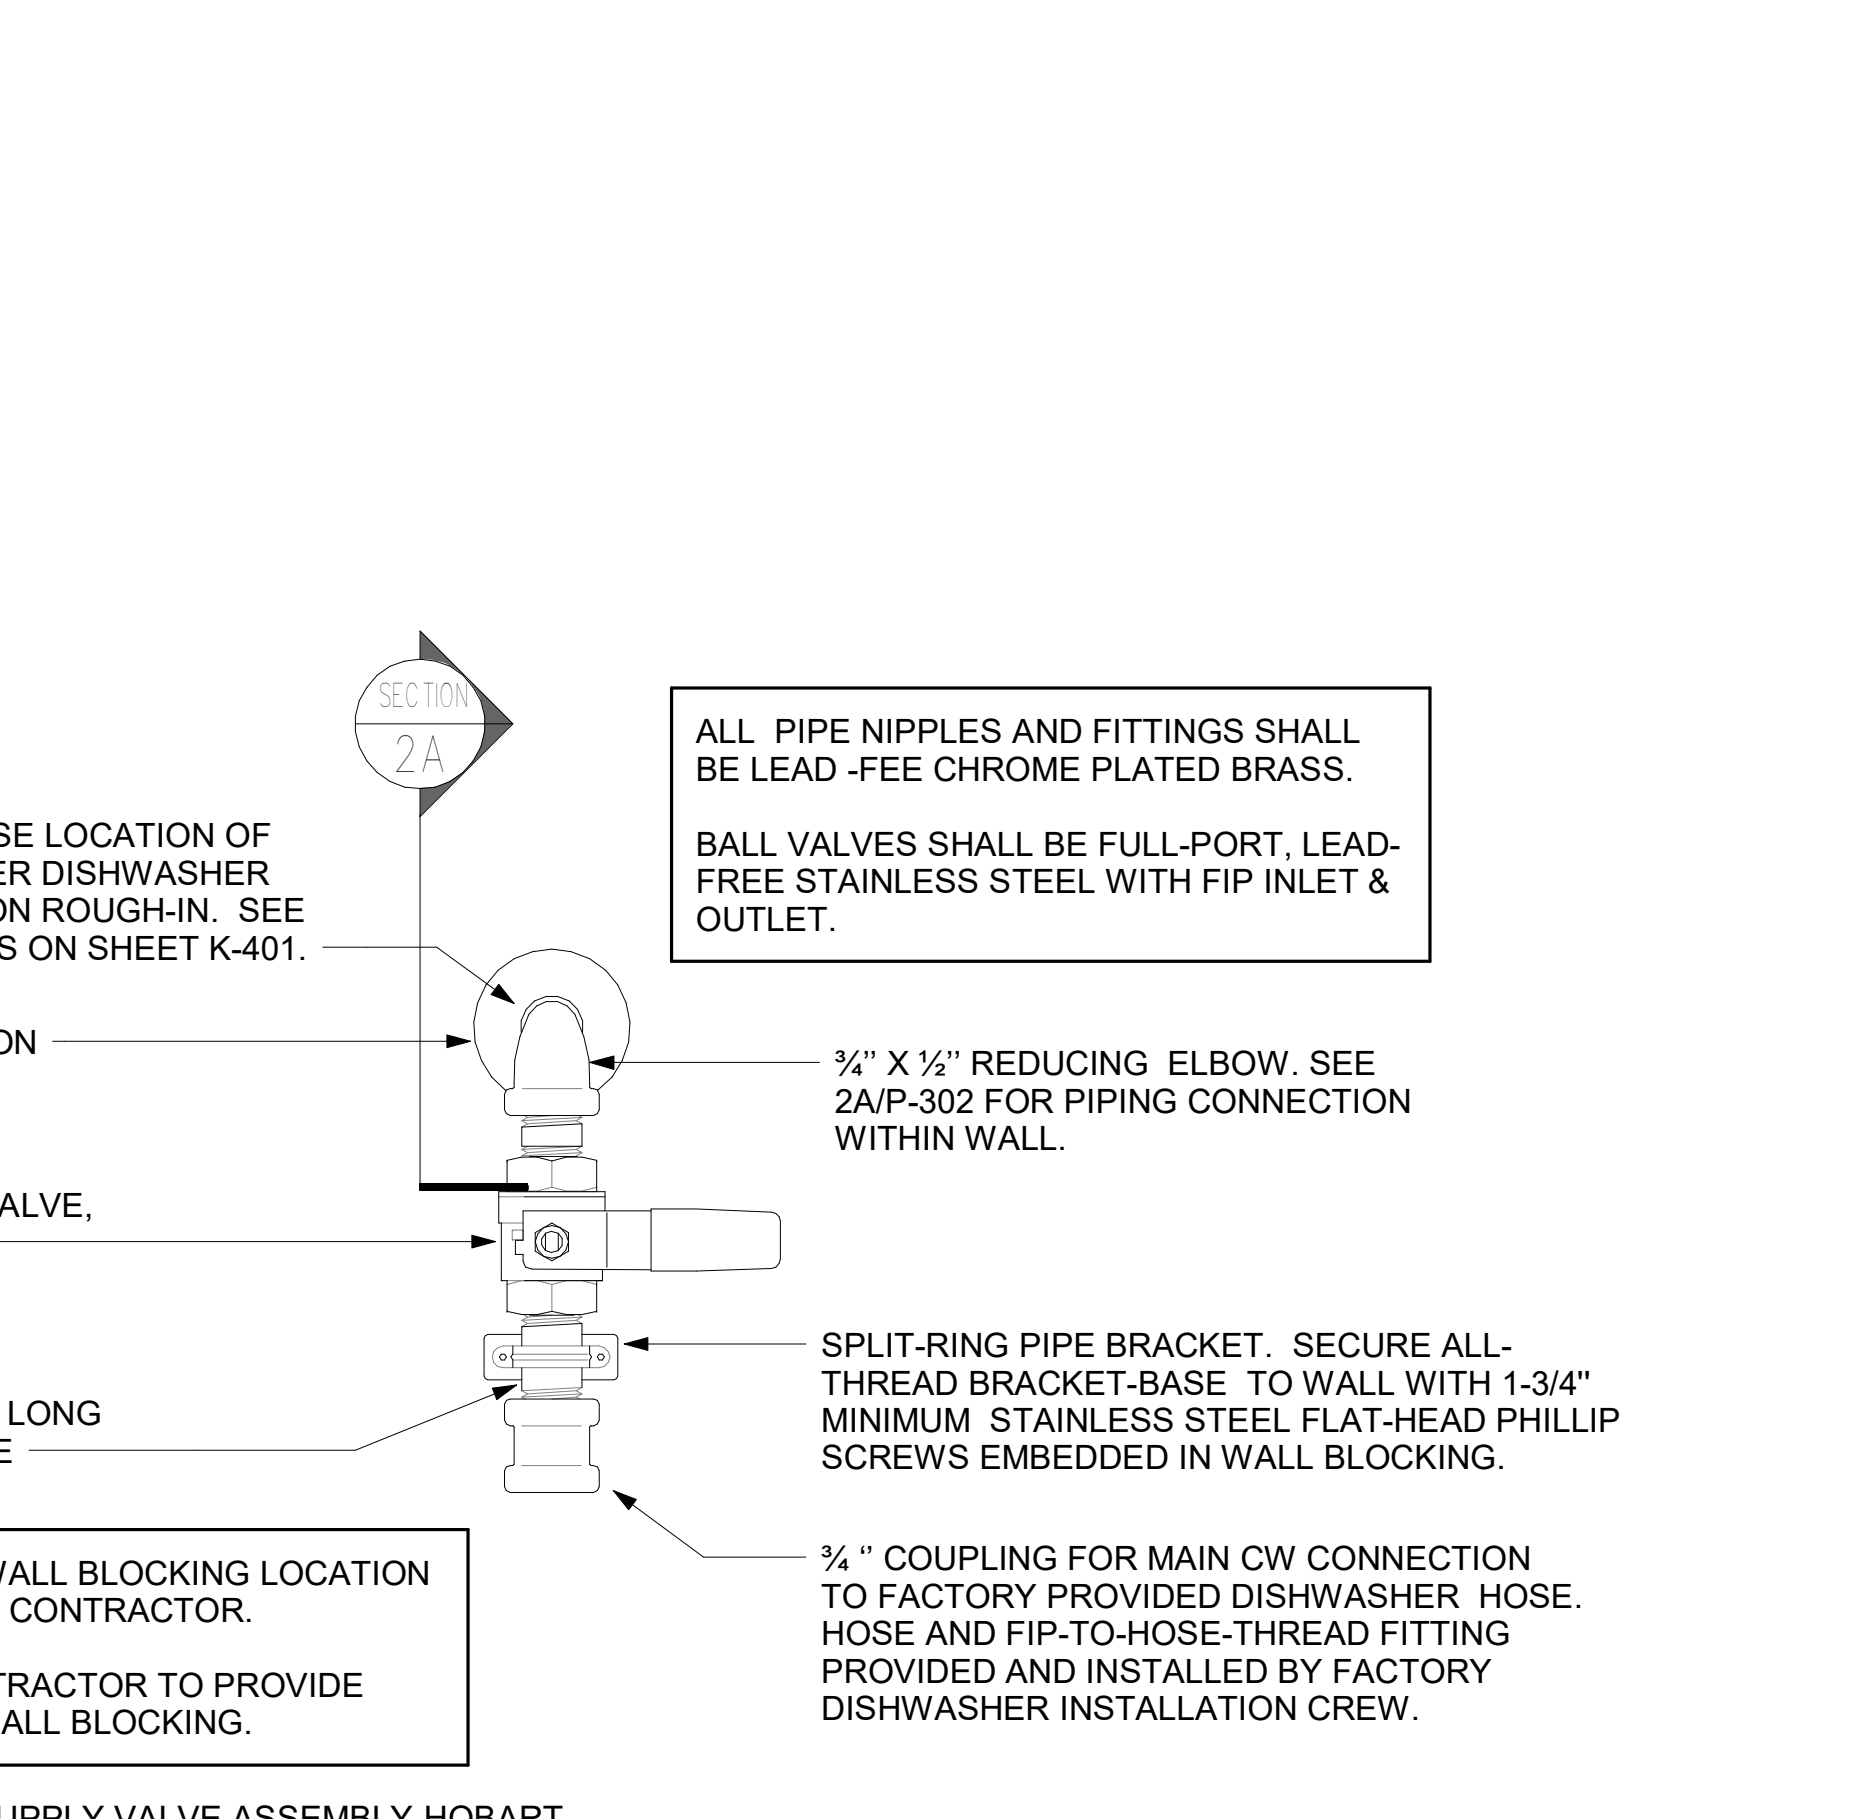 SECTION
2A
ALL PIPE NIPPLES AND FITTINGS SHALL
BE LEAD -FEE CHROME PLATED BRASS.
BALL VALVES SHALL BE FULL-PORT, LEAD-
FREE STAINLESS STEEL WITH FIP INLET &
OUTLET.
SE LOCATION OF
ER DISHWASHER
ON ROUGH-IN. SEE
S ON SHEET K-401.
ON
¾’’ X ½’’ REDUCING ELBOW. SEE
2A/P-302 FOR PIPING CONNECTION
WITHIN WALL.
ALVE,
SPLIT-RING PIPE BRACKET. SECURE ALL-
THREAD BRACKET-BASE TO WALL WITH 1-3/4"
MINIMUM STAINLESS STEEL FLAT-HEAD PHILLIP
SCREWS EMBEDDED IN WALL BLOCKING.
LONG
E
¾ ‘’ COUPLING FOR MAIN CW CONNECTION
TO FACTORY PROVIDED DISHWASHER HOSE.
HOSE AND FIP-TO-HOSE-THREAD FITTING
PROVIDED AND INSTALLED BY FACTORY
DISHWASHER INSTALLATION CREW.
WALL BLOCKING LOCATION
CONTRACTOR.
TRACTOR TO PROVIDE
ALL BLOCKING.
UPPLY VALVE ASSEMBLY HOBART